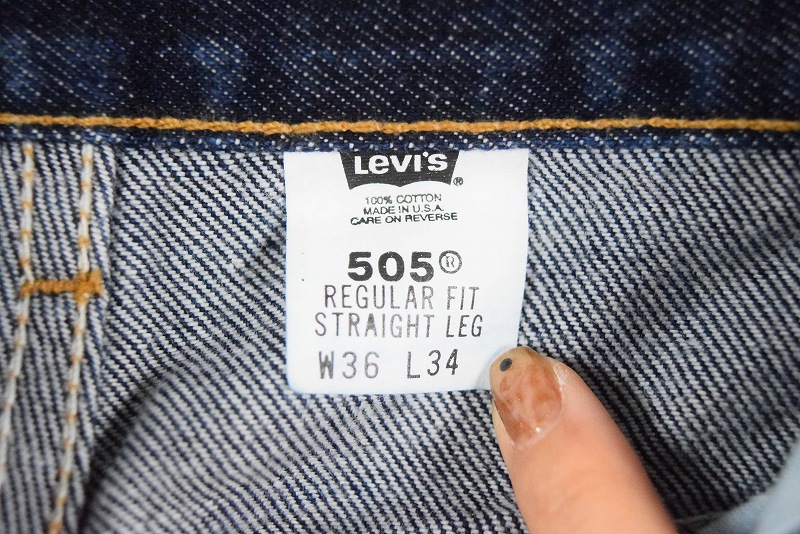 Levi's®
100% COTTON
MADE IN U.S.A.
CARE ON REVERSE
505®
REGULAR FIT
STRAIGHT LEG
W36 L34